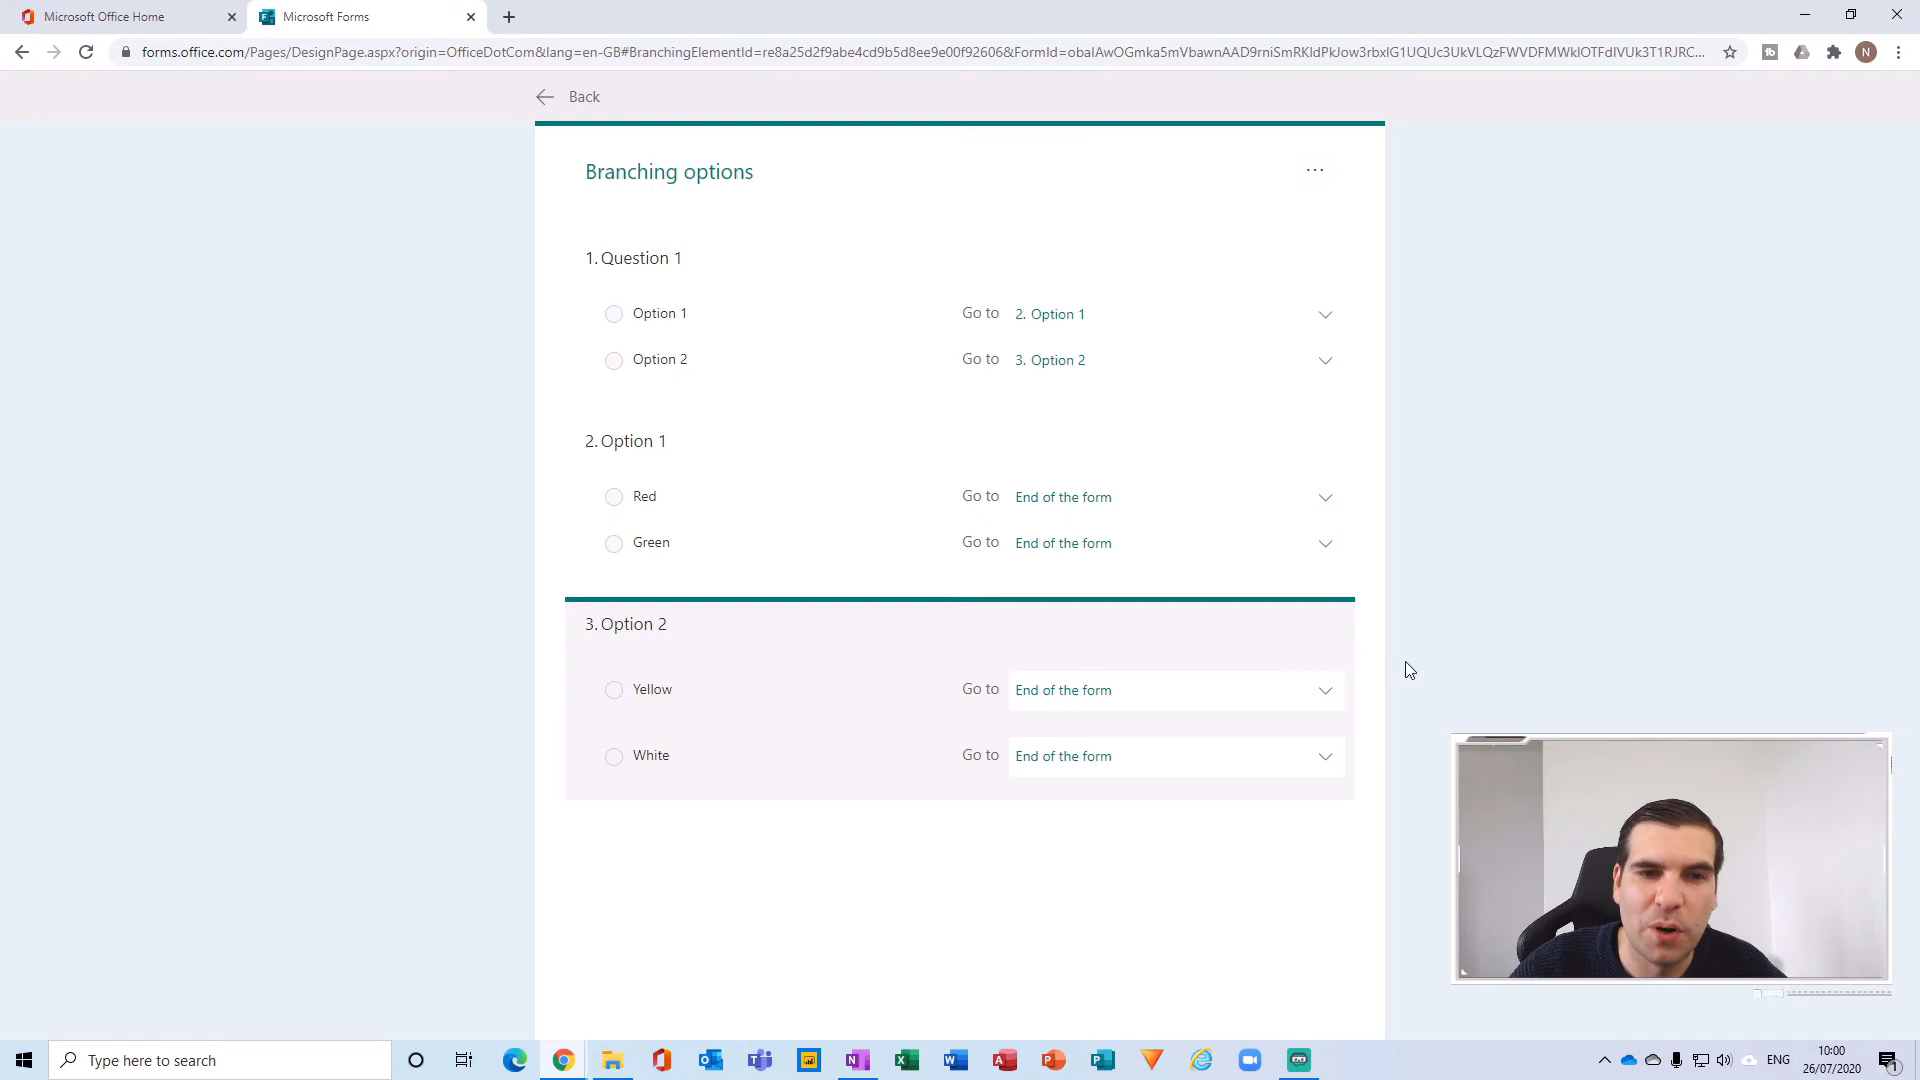 Microsoft Office Home
Microsoft Forms
forms.office.com/Pages/DesignPage.aspx?origin=OfficeDotCom&lang=en-GB#BranchingElementId=re8a25d2f9abe4cd9b5d8ee9e00f92606&FormId=obaIAwOGmka5mVbawnAAD9rniSmRKldPkJow3rbxlG1UQUc3UkVLQzFWVDFMWklOTFdIVUk3T1RJRC...
N
Back
Branching options
1. Question 1
Option 1 Go to 2. Option 1
Option 2 Go to 3. Option 2
2. Option 1
Red Go to End of the form
Green Go to End of the form
3. Option 2
Yellow Go to End of the form
White Go to End of the form
Type here to search
ENG
10:00
26/07/2020
1